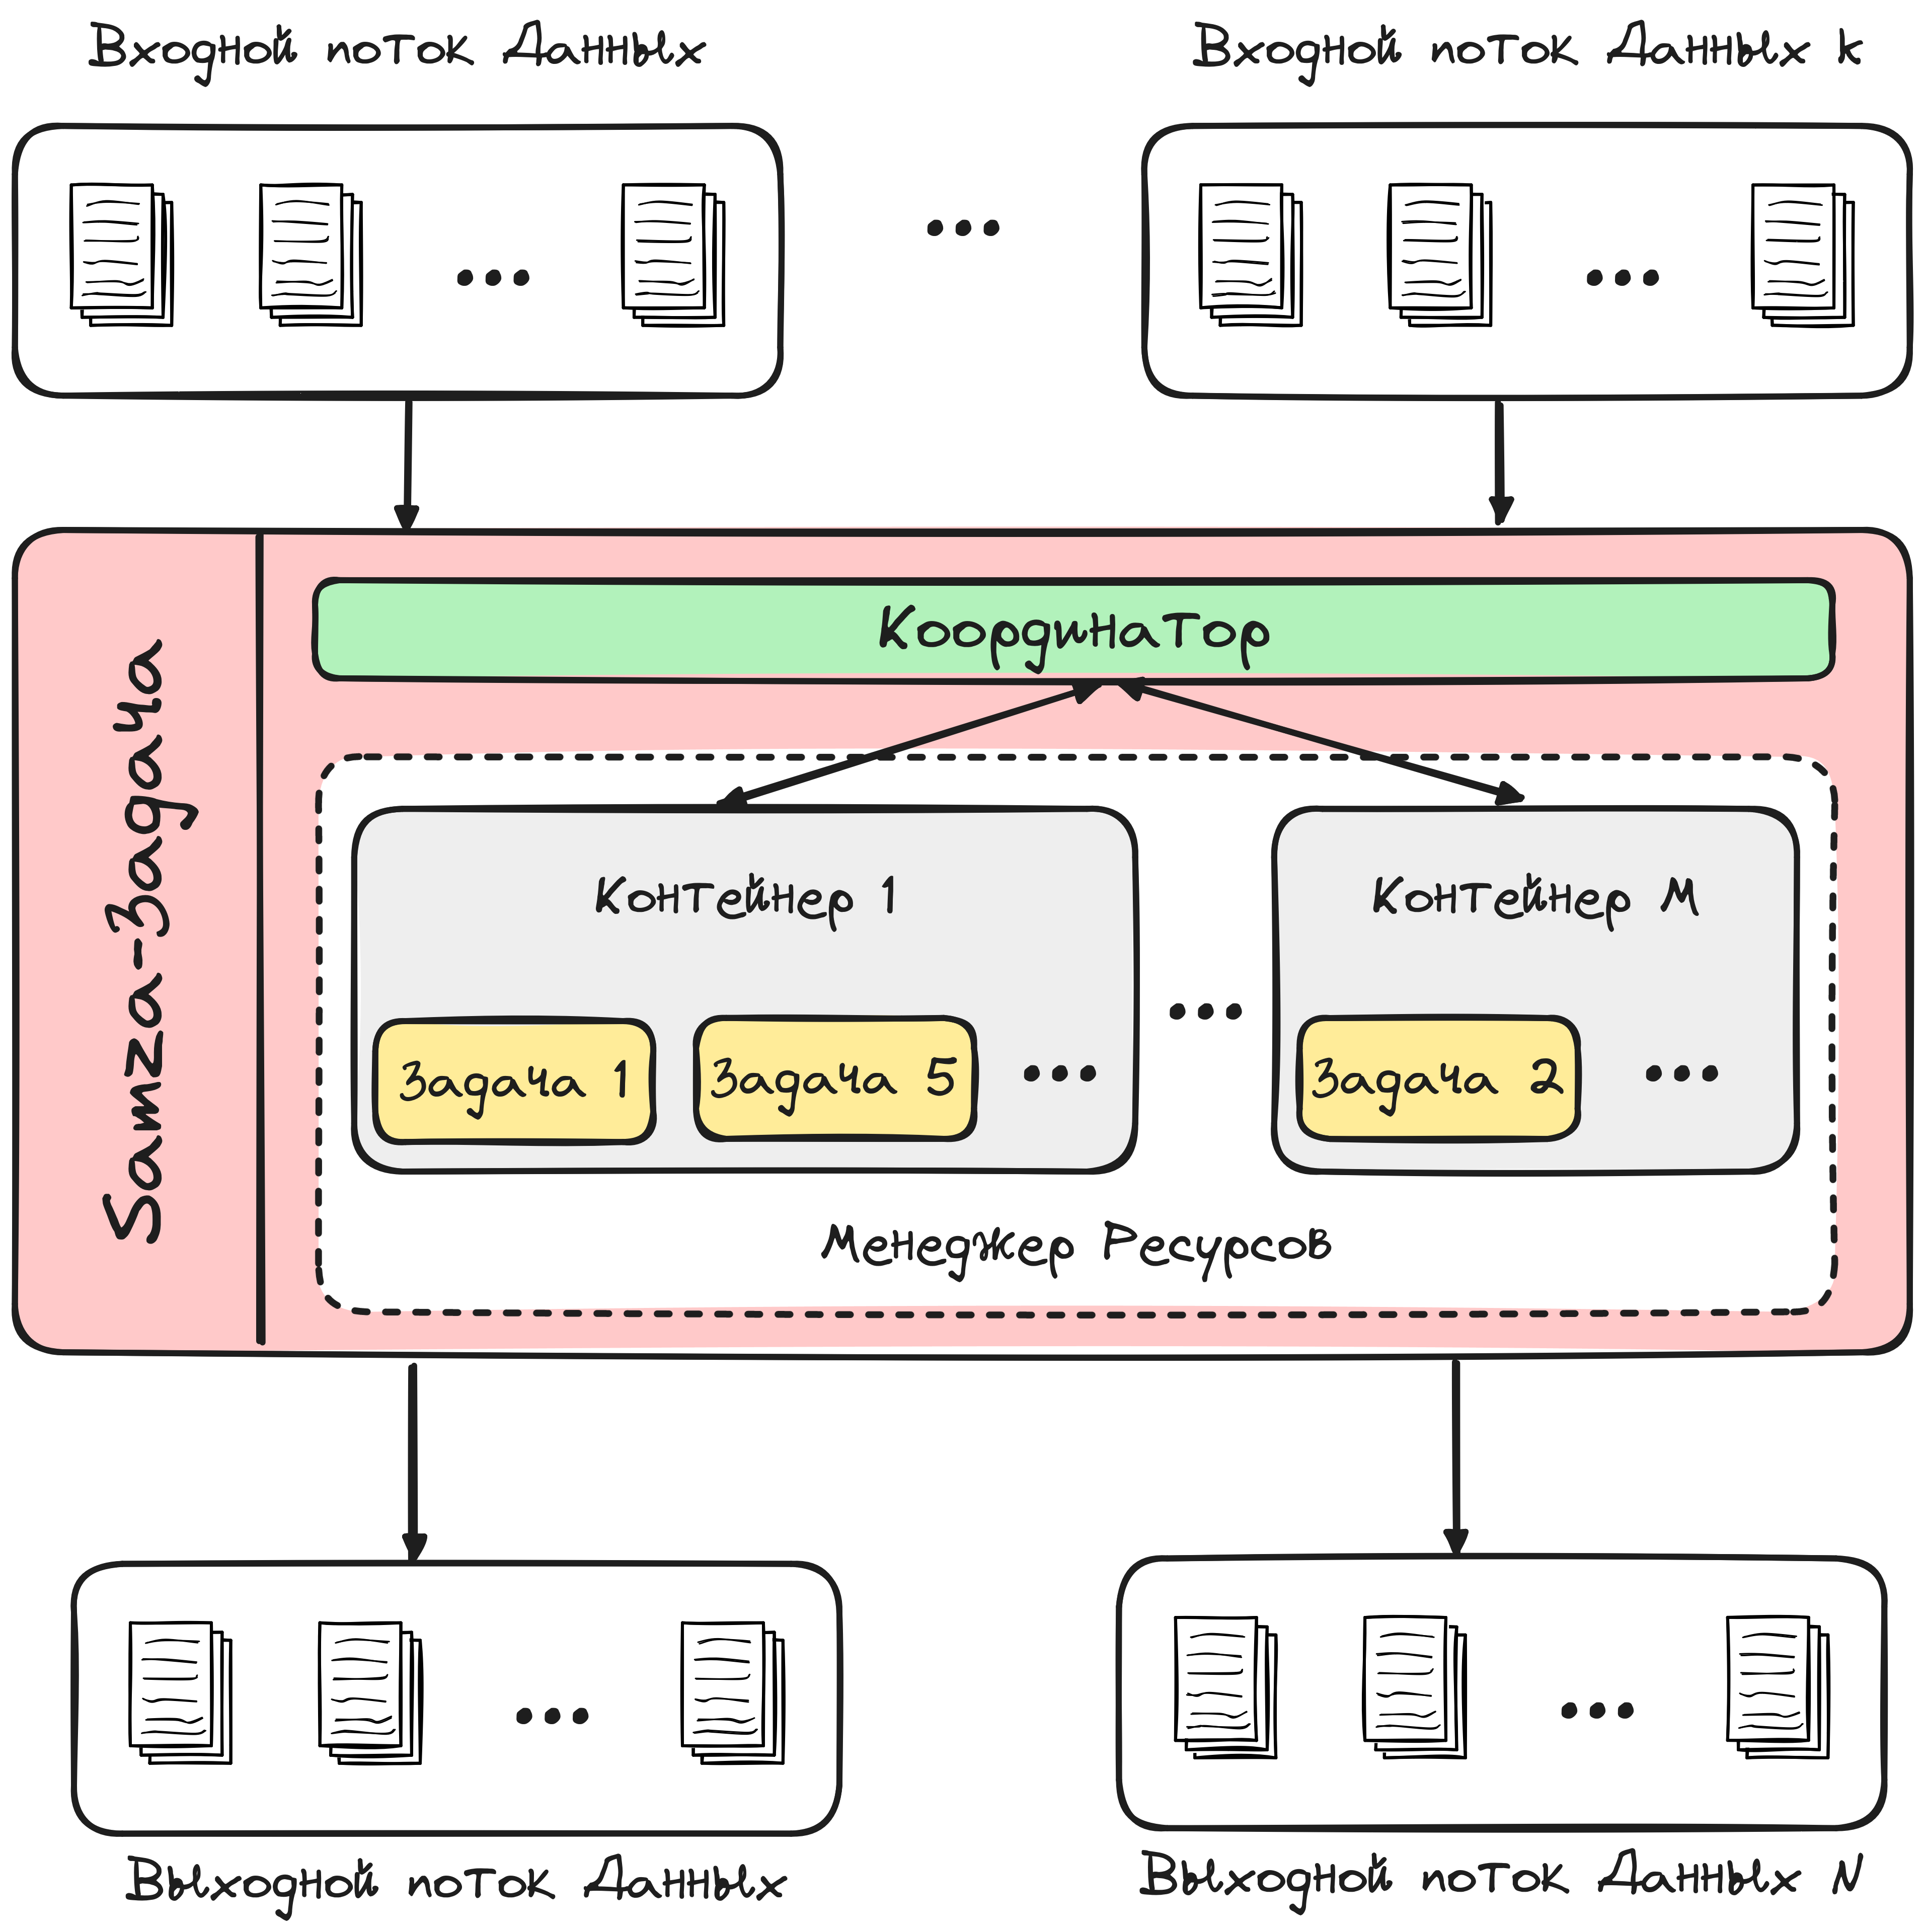 Входной поток Данных
Входной поток Данных k
Samza-Задача
Координатор
Контейнер 1
Контейнер M
Задача 1
Задача 5
Задача 2
Менеджер Ресурсов
Выходной поток Данных
Выходной поток Данных N